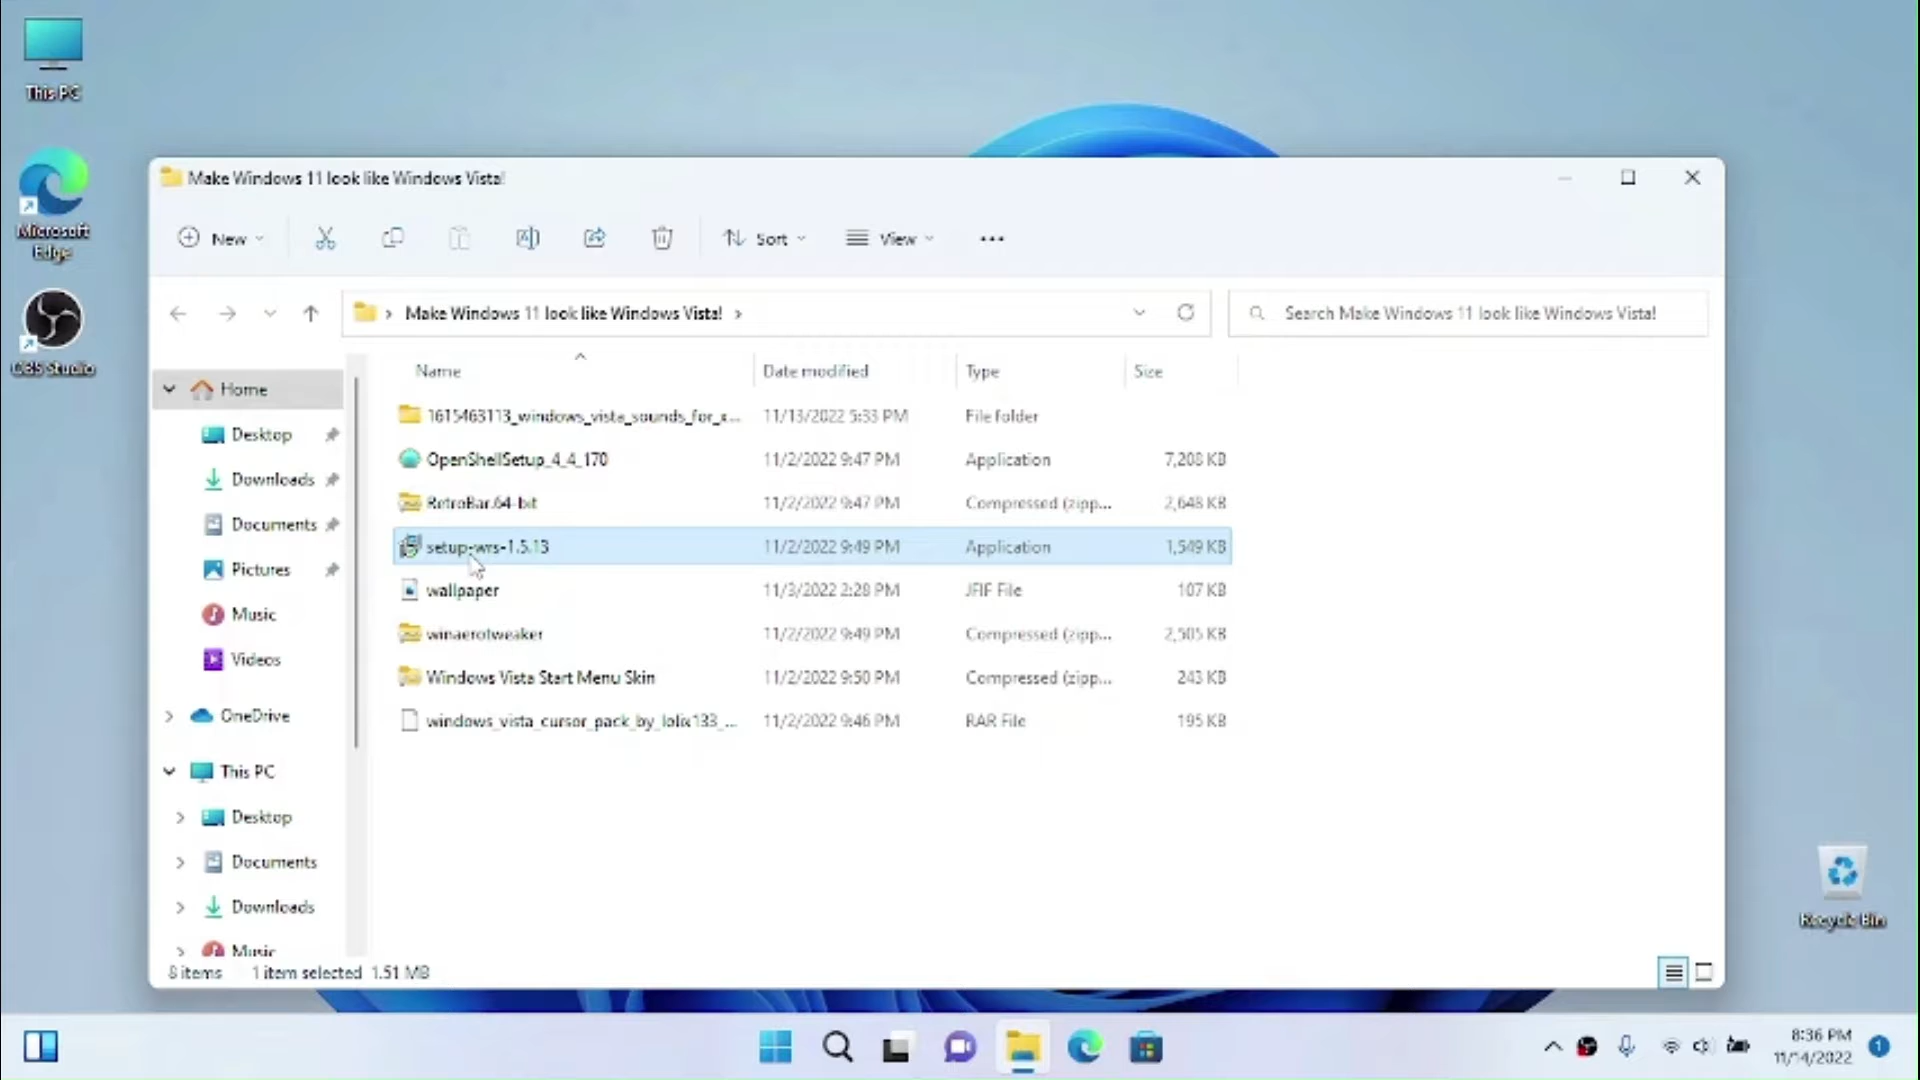 This PC
Microsoft
Edge
OBS Studio
Make Windows 11 look like Windows Vista!
New
Sort
View
Make Windows 11 look like Windows Vista!
Search Make Windows 11 look like Windows Vista!
Name
Date modified
Type
Size
1615463113_windows_vista_sounds_for_x...
11/13/2022 5:33 PM
File folder
OpenShellSetup_4_4_170
11/2/2022 9:47 PM
Application
7,208 KB
RetroBar.64-bit
11/2/2022 9:47 PM
Compressed (zipp...
2,648 KB
setup-wrs-1.5.13
11/2/2022 9:49 PM
Application
1,549 KB
wallpaper
11/3/2022 2:28 PM
JFIF File
107 KB
winaerotweaker
11/2/2022 9:49 PM
Compressed (zipp...
2,505 KB
Windows Vista Start Menu Skin
11/2/2022 9:50 PM
Compressed (zipp...
243 KB
windows_vista_cursor_pack_by_lolix133_...
11/2/2022 9:46 PM
RAR File
195 KB
Home
Desktop
Downloads
Documents
Pictures
Music
Videos
OneDrive
This PC
Desktop
Documents
Downloads
Music
8 items
1 item selected 1.51 MB
Recycle Bin
8:36 PM
11/14/2022
1